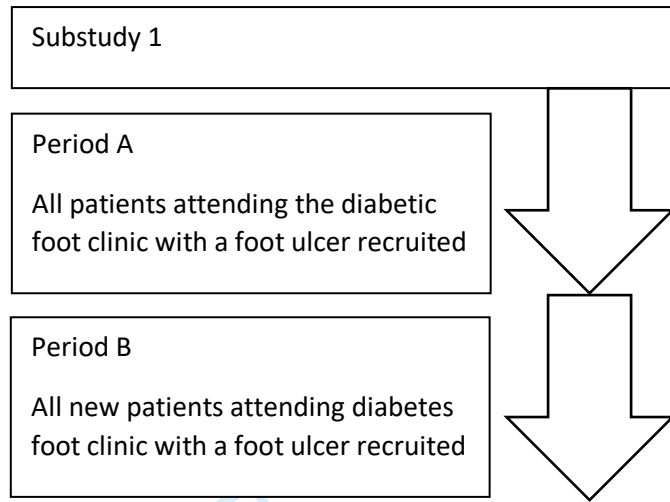 Substudy 1
Period A
All patients attending the diabetic
foot clinic with a foot ulcer recruited
Period B
All new patients attending diabetes
foot clinic with a foot ulcer recruited